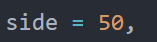 side = 50,